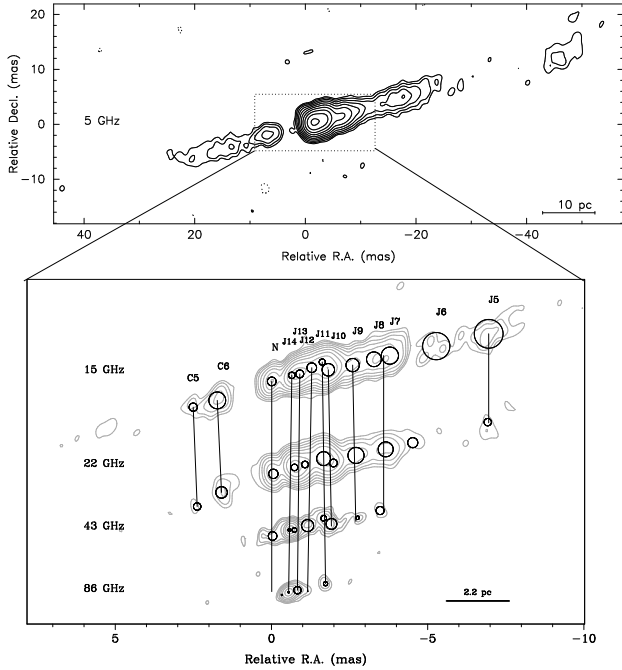 20
10
0
−10
Relative Decl. (mas)
5 GHz
10 pc
40 20 0 −20 −40
Relative R.A. (mas)
J5
J6
J7
J8
J9
J10
J11
J12
J13
J14
N
C6
C5
15 GHz
22 GHz
43 GHz
86 GHz
2.2 pc
5 0 −5 −10
Relative R.A. (mas)